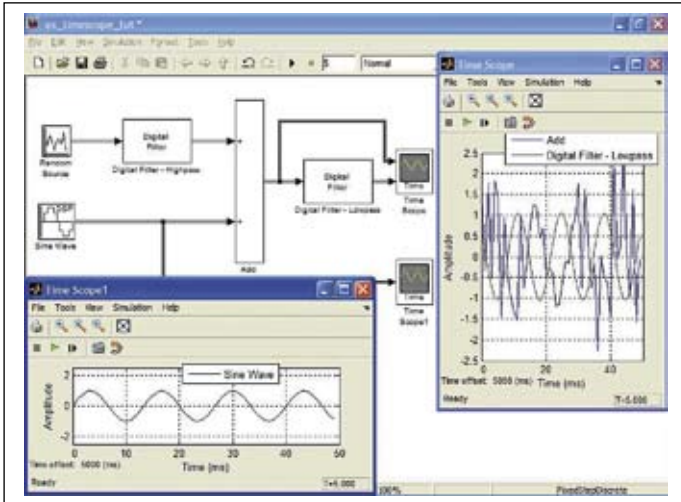 ex_timescope_tut *
File Edit View Simulation Format Tools Help
5
Normal
Random
Source
Digital
Filter
Digital Filter - Highpass
Sine Wave
Add
Digital
Filter
Digital Filter - Lowpass
Time
Time
Scope
Time
Time
Scope1
100%
FixedStepDiscrete
Time Scope
File Tools View Simulation Help
Add
Digital Filter - Lowpass
Amplitude
2.5
2
1.5
1
0.5
0
-0.5
-1
-1.5
-2
-2.5
0 20 40
Time offset: 5000 (ms) Time (ms)
Ready
T=5.000
Time Scope1
File Tools View Simulation Help
Sine Wave
Amplitude
2
0
-2
0 10 20 30 40 50
Time offset: 5000 (ms) Time (ms)
Ready
T=5.000